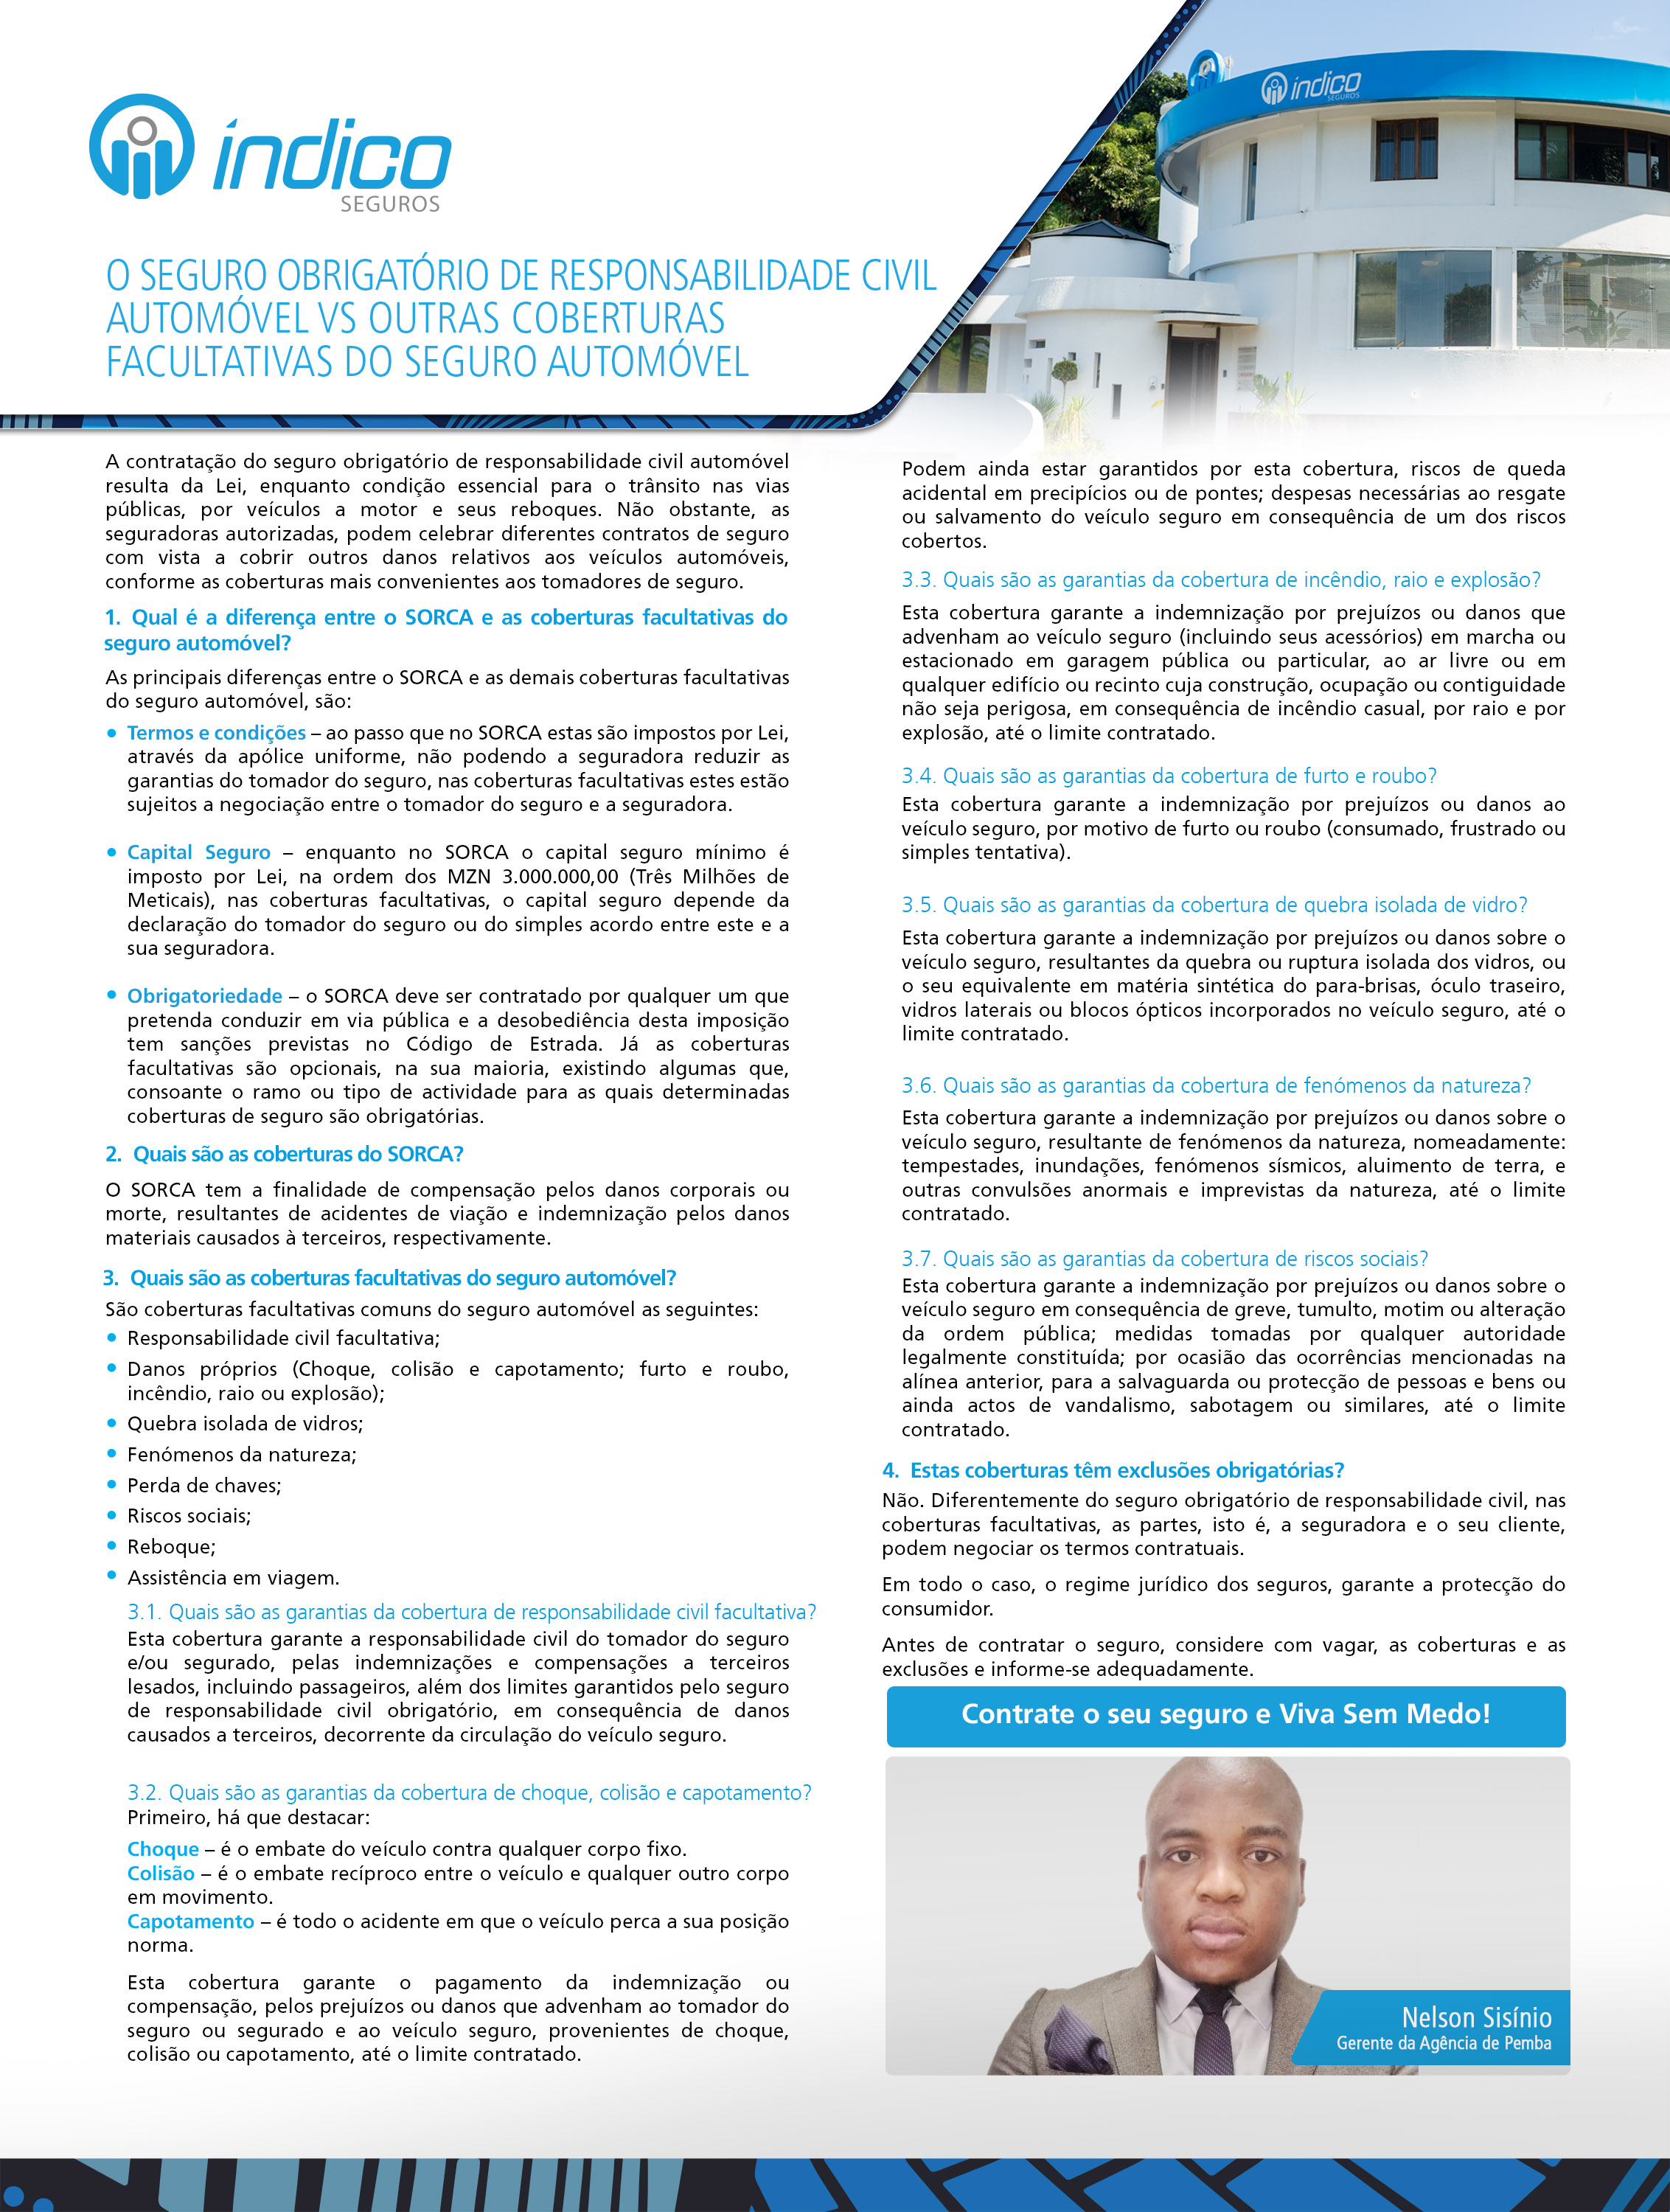 índico
SEGUROS
índico
SEGUROS
O SEGURO OBRIGATÓRIO DE RESPONSABILIDADE CIVIL
AUTOMÓVEL VS OUTRAS COBERTURAS
FACULTATIVAS DO SEGURO AUTOMÓVEL
A contratação do seguro obrigatório de responsabilidade civil automóvel
resulta da Lei, enquanto condição essencial para o trânsito nas vias
públicas, por veículos a motor e seus reboques. Não obstante, as
seguradoras autorizadas, podem celebrar diferentes contratos de seguro
com vista a cobrir outros danos relativos aos veículos automóveis,
conforme as coberturas mais convenientes aos tomadores de seguro.
1. Qual é a diferença entre o SORCA e as coberturas facultativas do
seguro automóvel?
As principais diferenças entre o SORCA e as demais coberturas facultativas
do seguro automóvel, são:
• Termos e condições – ao passo que no SORCA estas são impostos por Lei,
através da apólice uniforme, não podendo a seguradora reduzir as
garantias do tomador do seguro, nas coberturas facultativas estes estão
sujeitos a negociação entre o tomador do seguro e a seguradora.
• Capital Seguro – enquanto no SORCA o capital seguro mínimo é
imposto por Lei, na ordem dos MZN 3.000.000,00 (Três Milhões de
Meticais), nas coberturas facultativas, o capital seguro depende da
declaração do tomador do seguro ou do simples acordo entre este e a
sua seguradora.
• Obrigatoriedade – o SORCA deve ser contratado por qualquer um que
pretenda conduzir em via pública e a desobediência desta imposição
tem sanções previstas no Código de Estrada. Já as coberturas
facultativas são opcionais, na sua maioria, existindo algumas que,
consoante o ramo ou tipo de actividade para as quais determinadas
coberturas de seguro são obrigatórias.
2. Quais são as coberturas do SORCA?
O SORCA tem a finalidade de compensação pelos danos corporais ou
morte, resultantes de acidentes de viação e indemnização pelos danos
materiais causados à terceiros, respectivamente.
3. Quais são as coberturas facultativas do seguro automóvel?
São coberturas facultativas comuns do seguro automóvel as seguintes:
• Responsabilidade civil facultativa;
• Danos próprios (Choque, colisão e capotamento; furto e roubo,
incêndio, raio ou explosão);
• Quebra isolada de vidros;
• Fenómenos da natureza;
• Perda de chaves;
• Riscos sociais;
• Reboque;
• Assistência em viagem.
3.1. Quais são as garantias da cobertura de responsabilidade civil facultativa?
Esta cobertura garante a responsabilidade civil do tomador do seguro
e/ou segurado, pelas indemnizações e compensações a terceiros
lesados, incluindo passageiros, além dos limites garantidos pelo seguro
de responsabilidade civil obrigatório, em consequência de danos
causados a terceiros, decorrente da circulação do veículo seguro.
3.2. Quais são as garantias da cobertura de choque, colisão e capotamento?
Primeiro, há que destacar:
Choque – é o embate do veículo contra qualquer corpo fixo.
Colisão – é o embate recíproco entre o veículo e qualquer outro corpo
em movimento.
Capotamento – é todo o acidente em que o veículo perca a sua posição
norma.
Esta cobertura garante o pagamento da indemnização ou
compensação, pelos prejuízos ou danos que advenham ao tomador do
seguro ou segurado e ao veículo seguro, provenientes de choque,
colisão ou capotamento, até o limite contratado.
Podem ainda estar garantidos por esta cobertura, riscos de queda
acidental em precipícios ou de pontes; despesas necessárias ao resgate
ou salvamento do veículo seguro em consequência de um dos riscos
cobertos.
3.3. Quais são as garantias da cobertura de incêndio, raio e explosão?
Esta cobertura garante a indemnização por prejuízos ou danos que
advenham ao veículo seguro (incluindo seus acessórios) em marcha ou
estacionado em garagem pública ou particular, ao ar livre ou em
qualquer edifício ou recinto cuja construção, ocupação ou contiguidade
não seja perigosa, em consequência de incêndio casual, por raio e por
explosão, até o limite contratado.
3.4. Quais são as garantias da cobertura de furto e roubo?
Esta cobertura garante a indemnização por prejuízos ou danos ao
veículo seguro, por motivo de furto ou roubo (consumado, frustrado ou
simples tentativa).
3.5. Quais são as garantias da cobertura de quebra isolada de vidro?
Esta cobertura garante a indemnização por prejuízos ou danos sobre o
veículo seguro, resultantes da quebra ou ruptura isolada dos vidros, ou
o seu equivalente em matéria sintética do para-brisas, óculo traseiro,
vidros laterais ou blocos ópticos incorporados no veículo seguro, até o
limite contratado.
3.6. Quais são as garantias da cobertura de fenómenos da natureza?
Esta cobertura garante a indemnização por prejuízos ou danos sobre o
veículo seguro, resultante de fenómenos da natureza, nomeadamente:
tempestades, inundações, fenómenos sísmicos, aluimento de terra, e
outras convulsões anormais e imprevistas da natureza, até o limite
contratado.
3.7. Quais são as garantias da cobertura de riscos sociais?
Esta cobertura garante a indemnização por prejuízos ou danos sobre o
veículo seguro em consequência de greve, tumulto, motim ou alteração
da ordem pública; medidas tomadas por qualquer autoridade
legalmente constituída; por ocasião das ocorrências mencionadas na
alínea anterior, para a salvaguarda ou protecção de pessoas e bens ou
ainda actos de vandalismo, sabotagem ou similares, até o limite
contratado.
4. Estas coberturas têm exclusões obrigatórias?
Não. Diferentemente do seguro obrigatório de responsabilidade civil, nas
coberturas facultativas, as partes, isto é, a seguradora e o seu cliente,
podem negociar os termos contratuais.
Em todo o caso, o regime jurídico dos seguros, garante a protecção do
consumidor.
Antes de contratar o seguro, considere com vagar, as coberturas e as
exclusões e informe-se adequadamente.
Contrate o seu seguro e Viva Sem Medo!
Nelson Sisínio
Gerente da Agência de Pemba